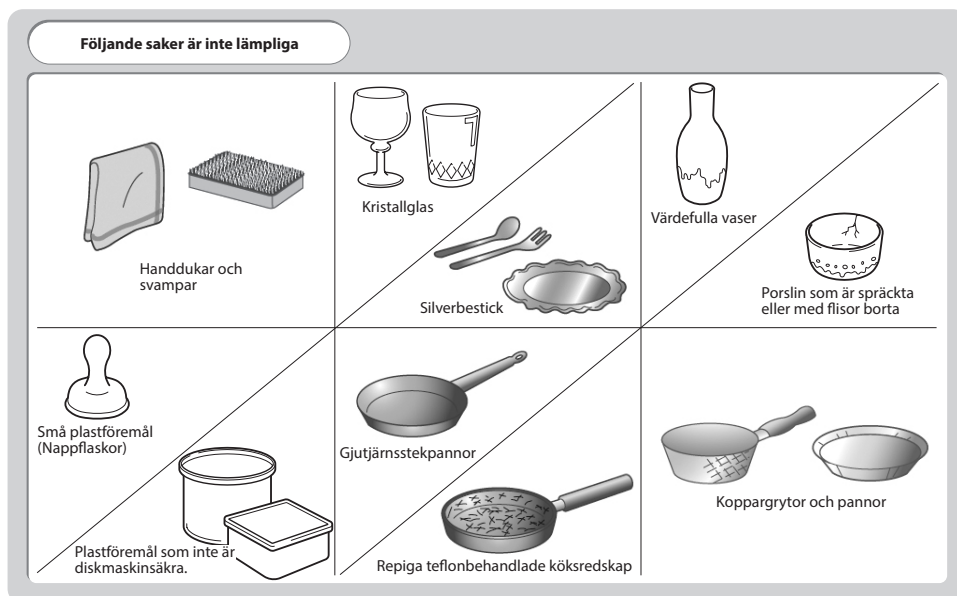 Följande saker är inte lämpliga
Handdukar och
svampar
Kristallglas
Silverbestick
Värdefulla vaser
Porslin som är spräckta
eller med flisor borta
Små plastföremål
(Nappflaskor)
Plastföremål som inte är
diskmaskinsäkra.
Gjutjärnsstekpannor
Repiga teflonbehandlade köksredskap
Koppargrytor och pannor